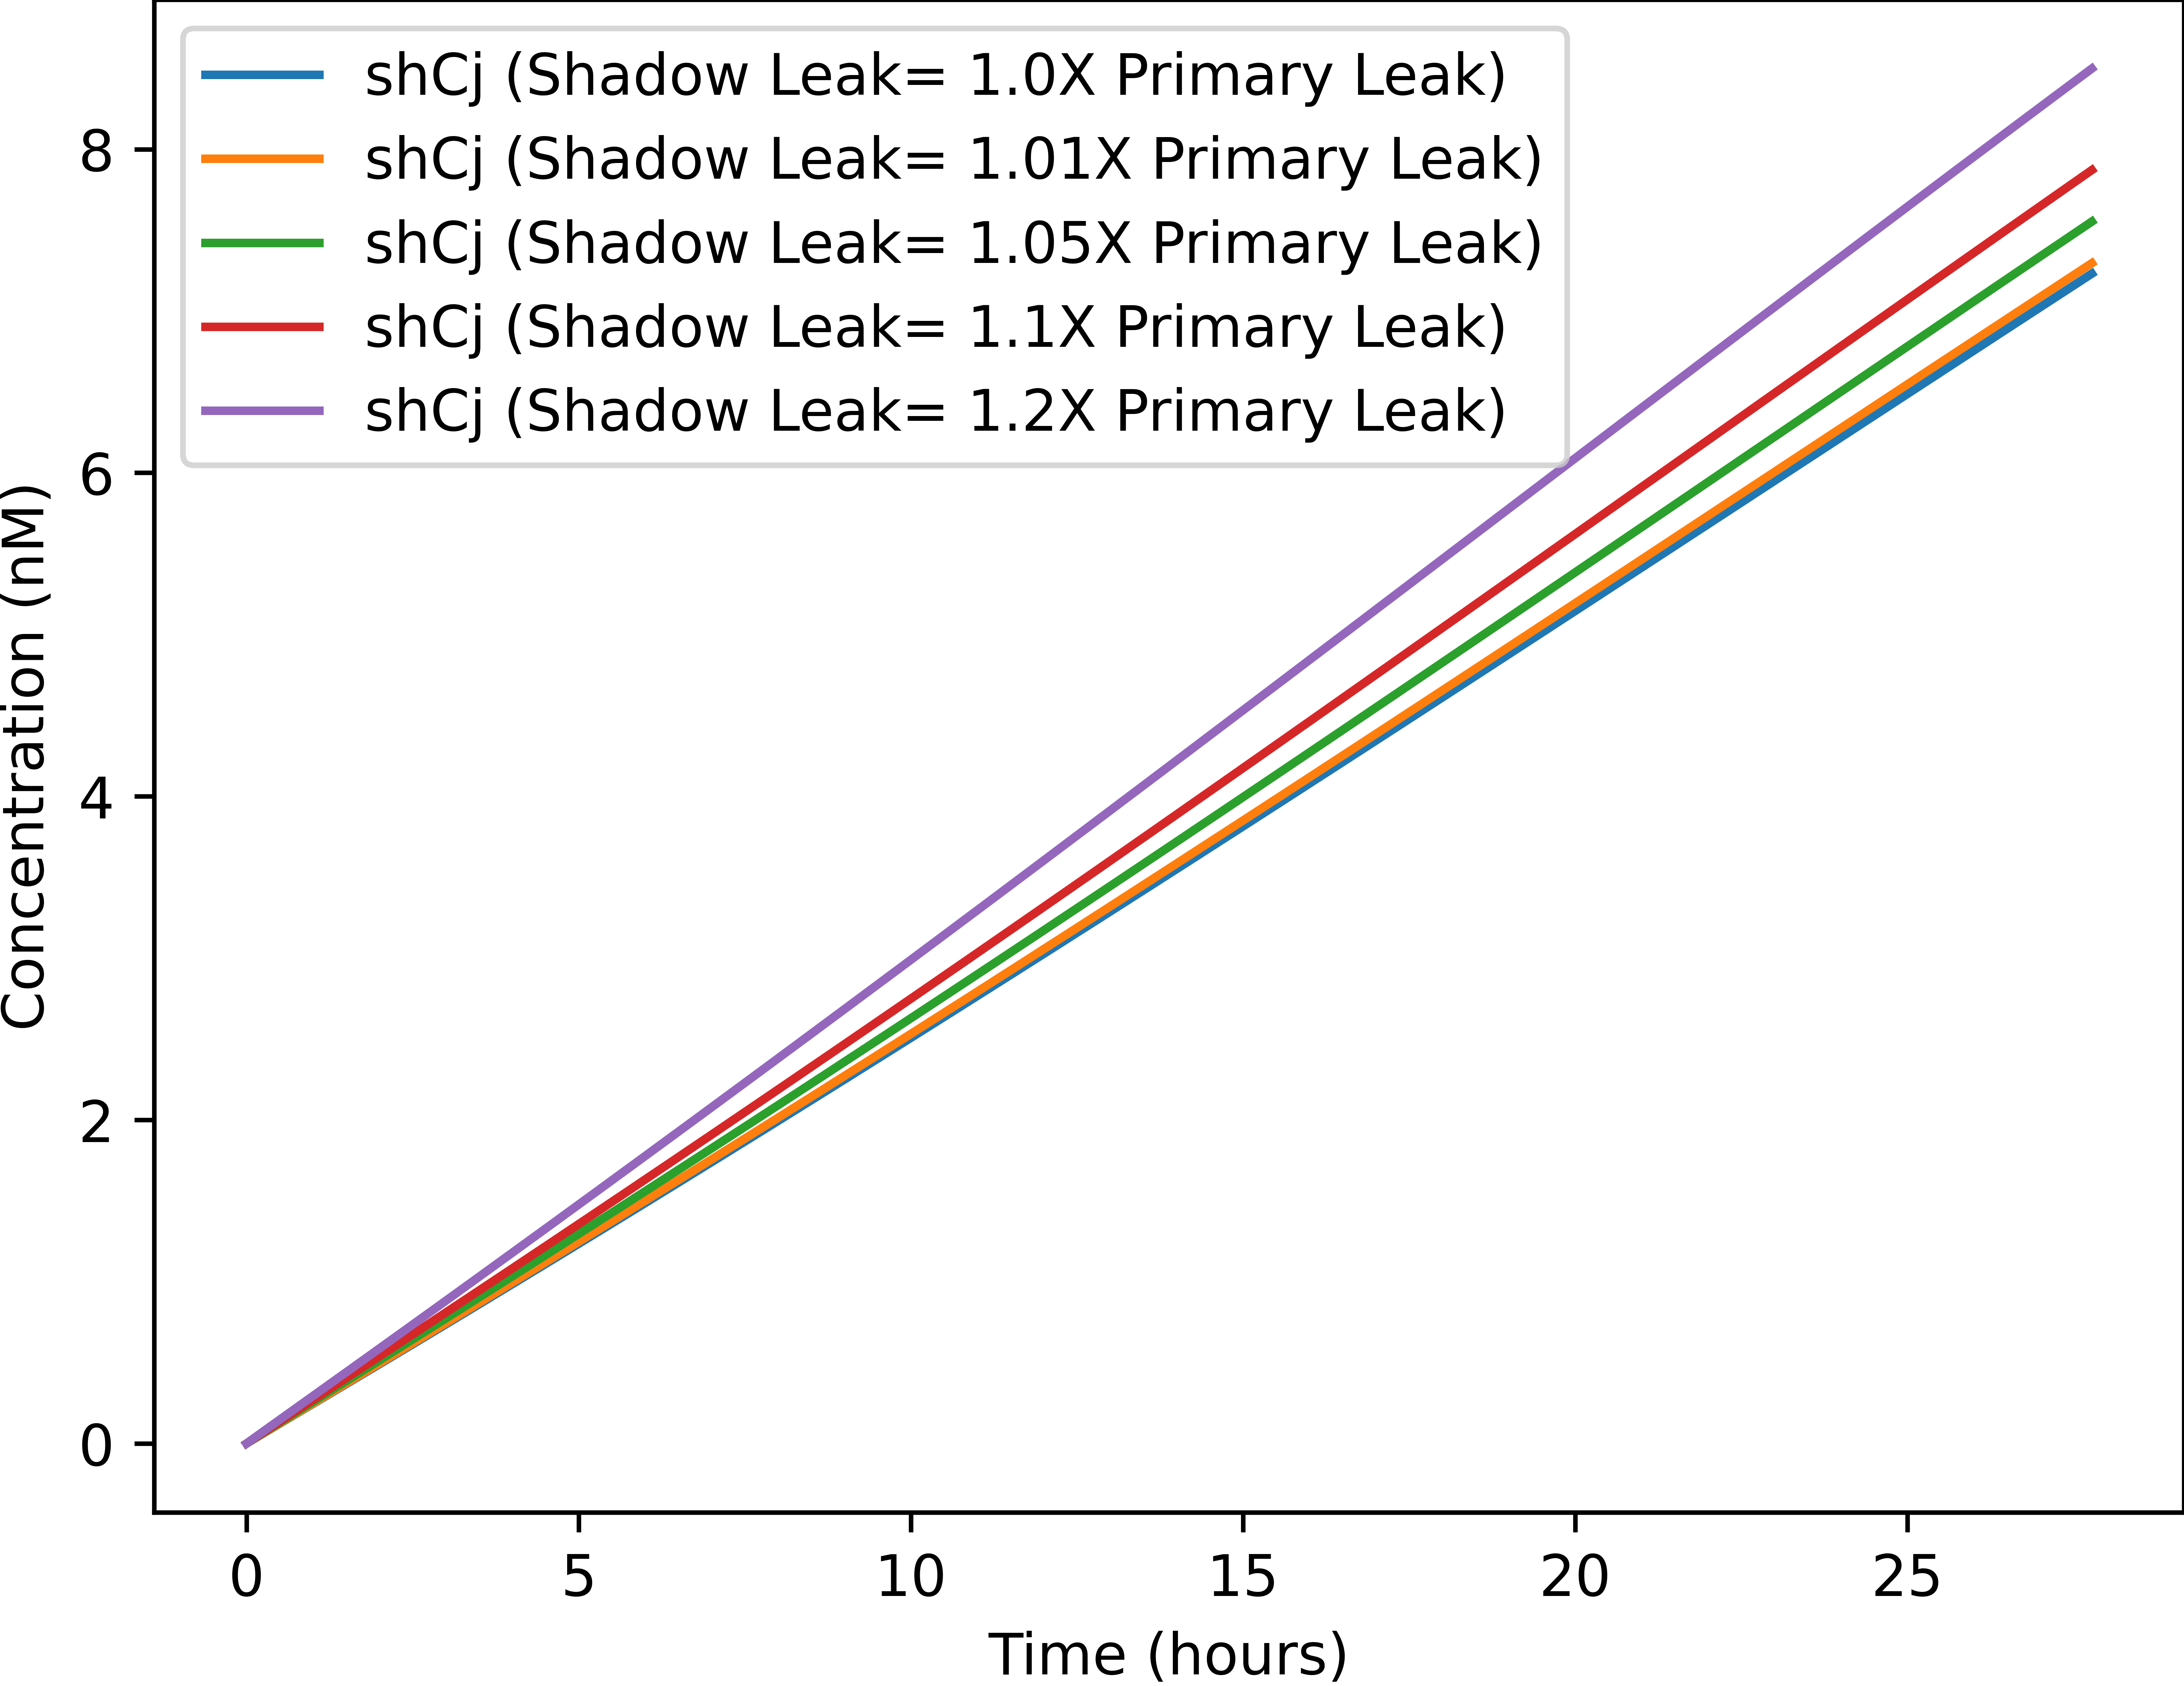 shCj (Shadow Leak= 1.0X Primary Leak)
shCj (Shadow Leak= 1.01X Primary Leak)
shCj (Shadow Leak= 1.05X Primary Leak)
shCj (Shadow Leak= 1.1X Primary Leak)
shCj (Shadow Leak= 1.2X Primary Leak)
8
6
4
2
0
Concentration (nM)
0 5 10 15 20 25
Time (hours)